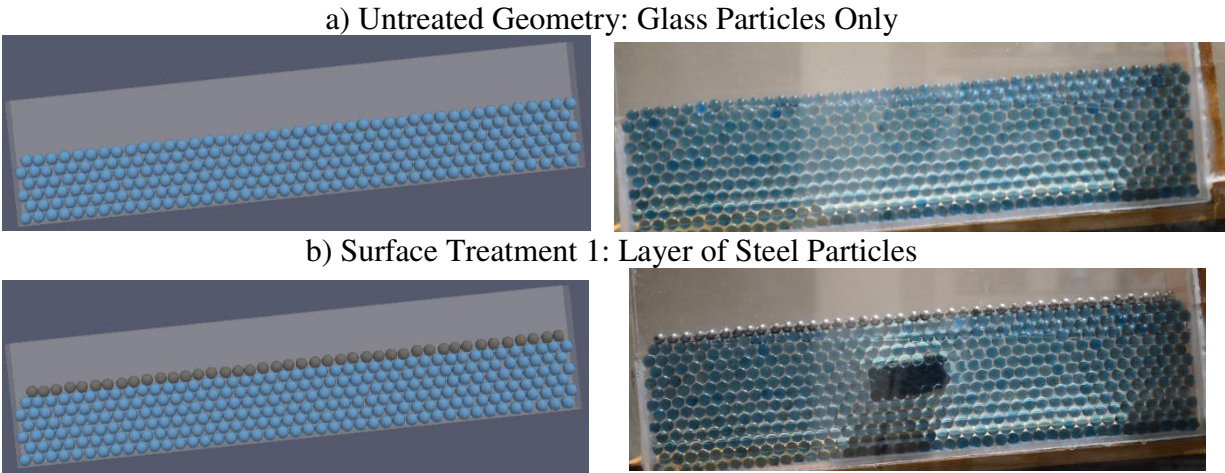 a) Untreated Geometry: Glass Particles Only
b) Surface Treatment 1: Layer of Steel Particles